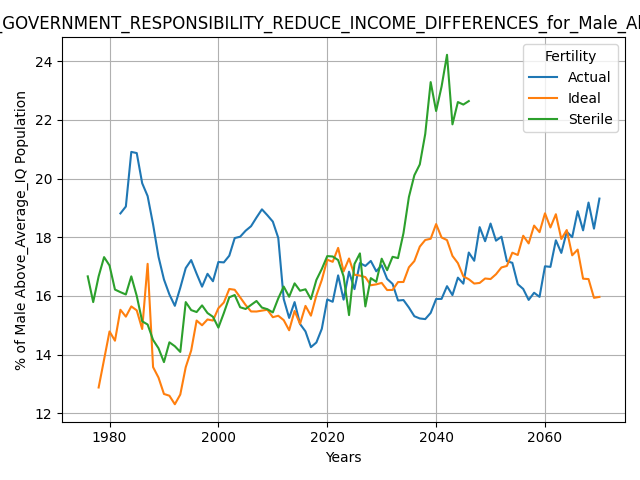 _GOVERNMENT_RESPONSIBILITY_REDUCE_INCOME_DIFFERENCES_for_Male_A
% of Male Above_Average_IQ Population
24
22
20
18
16
14
12
Fertility
Actual
Ideal
Sterile
1980
2000
2020
2040
2060
Years